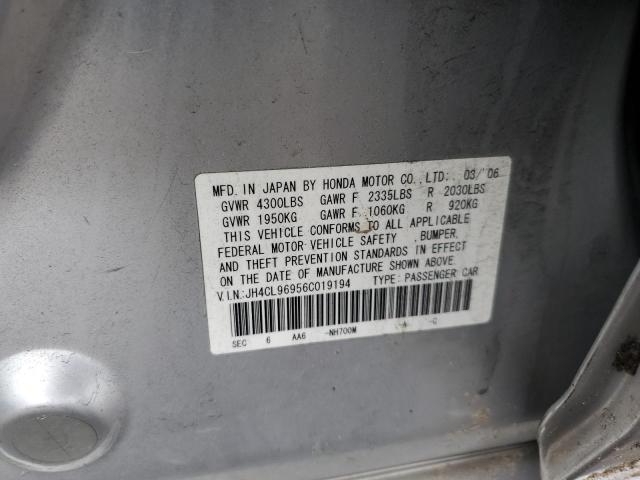 MFD. IN JAPAN BY HONDA MOTOR CO., LTD. 03/'06
GVWR 4300LBS GAWR F 2335LBS R 2030LBS
GVWR 1950KG GAWR F 1060KG R 920KG
THIS VEHICLE CONFORMS TO ALL APPLICABLE
FEDERAL MOTOR VEHICLE SAFETY , BUMPER,
AND THEFT PREVENTION STANDARDS IN EFFECT
ON THE DATE OF MANUFACTURE SHOWN ABOVE.
V.I.N.:JH4CL96956C019194 TYPE: PASSENGER CAR
SEC 6 AA6 -NH700M -A -C